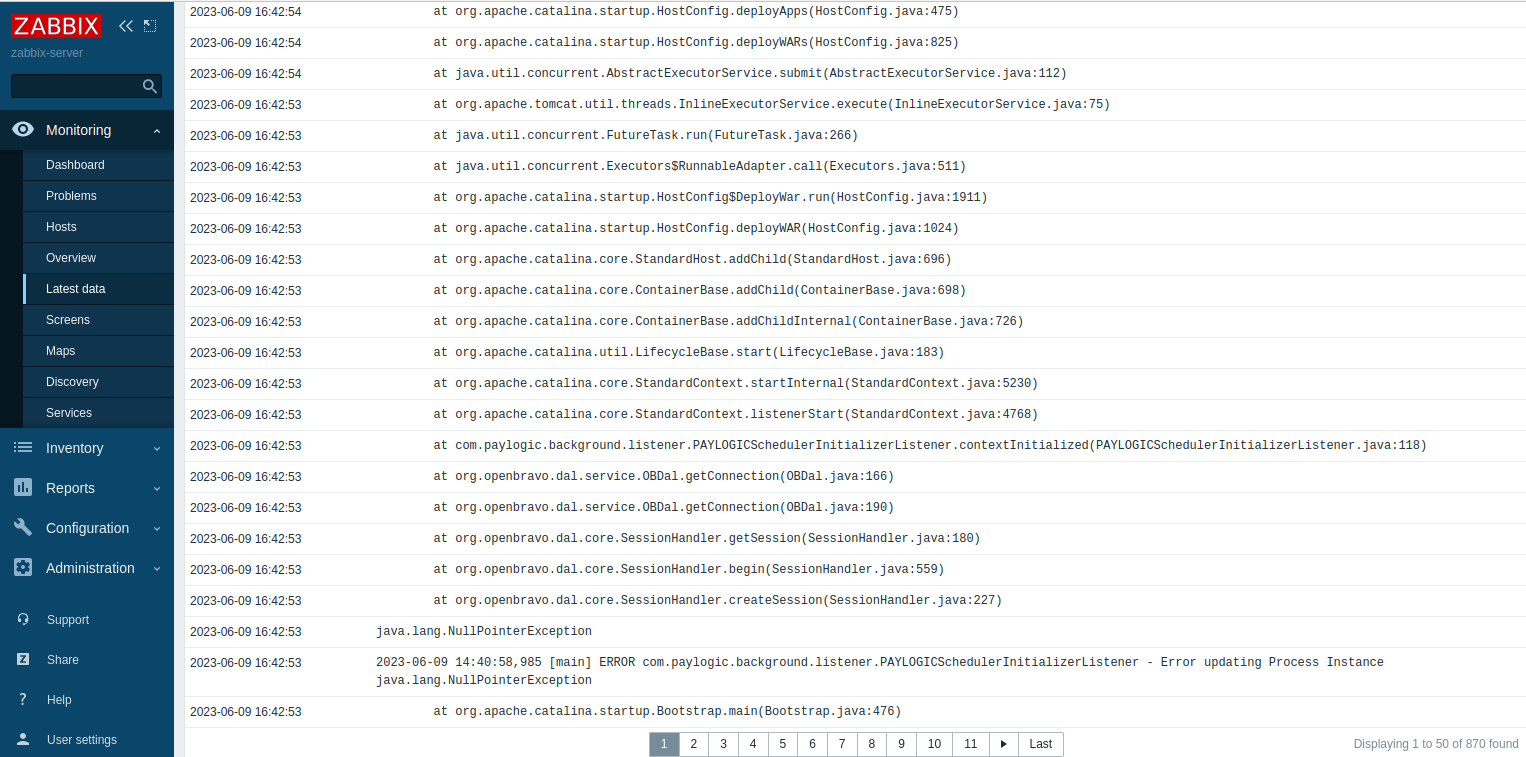 ZABBIX
zabbix-server
Monitoring
Dashboard
Problems
Hosts
Overview
Latest data
Screens
Maps
Discovery
Services
Inventory
Reports
Configuration
Administration
Support
Z Share
? Help
User settings
2023-06-09 16:42:54 at org.apache.catalina.startup.HostConfig.deployApps(HostConfig.java:475)
2023-06-09 16:42:54 at org.apache.catalina.startup.HostConfig.deployWARs(HostConfig.java:825)
2023-06-09 16:42:54 at java.util.concurrent.AbstractExecutorService.submit(AbstractExecutorService.java:112)
2023-06-09 16:42:53 at org.apache.tomcat.util.threads.InlineExecutorService.execute(InlineExecutorService.java:75)
2023-06-09 16:42:53 at java.util.concurrent.FutureTask.run(FutureTask.java:266)
2023-06-09 16:42:53 at java.util.concurrent.Executors$RunnableAdapter.call(Executors.java:511)
2023-06-09 16:42:53 at org.apache.catalina.startup.HostConfig$DeployWar.run(HostConfig.java:1911)
2023-06-09 16:42:53 at org.apache.catalina.startup.HostConfig.deployWAR(HostConfig.java:1024)
2023-06-09 16:42:53 at org.apache.catalina.core.StandardHost.addChild(StandardHost.java:696)
2023-06-09 16:42:53 at org.apache.catalina.core.ContainerBase.addChild(ContainerBase.java:698)
2023-06-09 16:42:53 at org.apache.catalina.core.ContainerBase.addChildInternal(ContainerBase.java:726)
2023-06-09 16:42:53 at org.apache.catalina.util.LifecycleBase.start(LifecycleBase.java:183)
2023-06-09 16:42:53 at org.apache.catalina.core.StandardContext.startInternal(StandardContext.java:5230)
2023-06-09 16:42:53 at org.apache.catalina.core.StandardContext.listenerStart(StandardContext.java:4768)
2023-06-09 16:42:53 at com.paylogic.background.listener.PAYLOGICSchedulerInitializerListener.contextInitialized(PAYLOGICSchedulerInitializerListener.java:118)
2023-06-09 16:42:53 at org.openbravo.dal.service.OBDal.getConnection(OBDal.java:166)
2023-06-09 16:42:53 at org.openbravo.dal.service.OBDal.getConnection(OBDal.java:190)
2023-06-09 16:42:53 at org.openbravo.dal.core.SessionHandler.getSession(SessionHandler.java:180)
2023-06-09 16:42:53 at org.openbravo.dal.core.SessionHandler.begin(SessionHandler.java:559)
2023-06-09 16:42:53 at org.openbravo.dal.core.SessionHandler.createSession(SessionHandler.java:227)
2023-06-09 16:42:53 java.lang.NullPointerException
2023-06-09 16:42:53 2023-06-09 14:40:58,985 [main] ERROR com.paylogic.background.listener.PAYLOGICSchedulerInitializerListener - Error updating Process Instance
java.lang.NullPointerException
2023-06-09 16:42:53 at org.apache.catalina.startup.Bootstrap.main(Bootstrap.java:476)
1 2 3 4 5 6 7 8 9 10 11 Last
Displaying 1 to 50 of 870 found